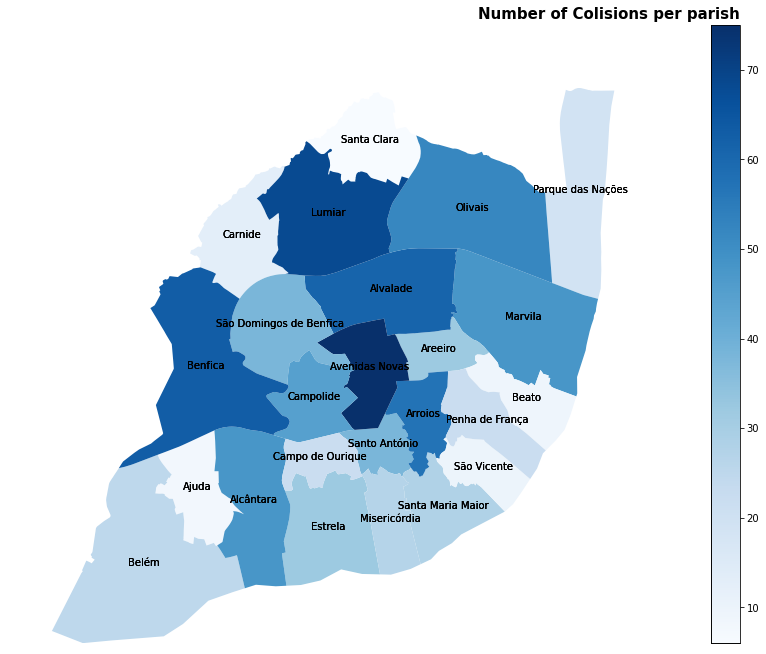 Number of Colisions per parish
70
Santa Clara
60
Parque das Nações
Olivais
Lumiar
Carnide
50
Alvalade
Marvila
São Domingos de Benfica
Areeiro
40
Benfica
Avenidas Novas
Campolide
Beato
Arroios
Penha de França
30
Santo António
Campo de Ourique
São Vicente
Ajuda
Alcântara
Santa Maria Maior
20
Misericórdia
Estrela
Belém
10